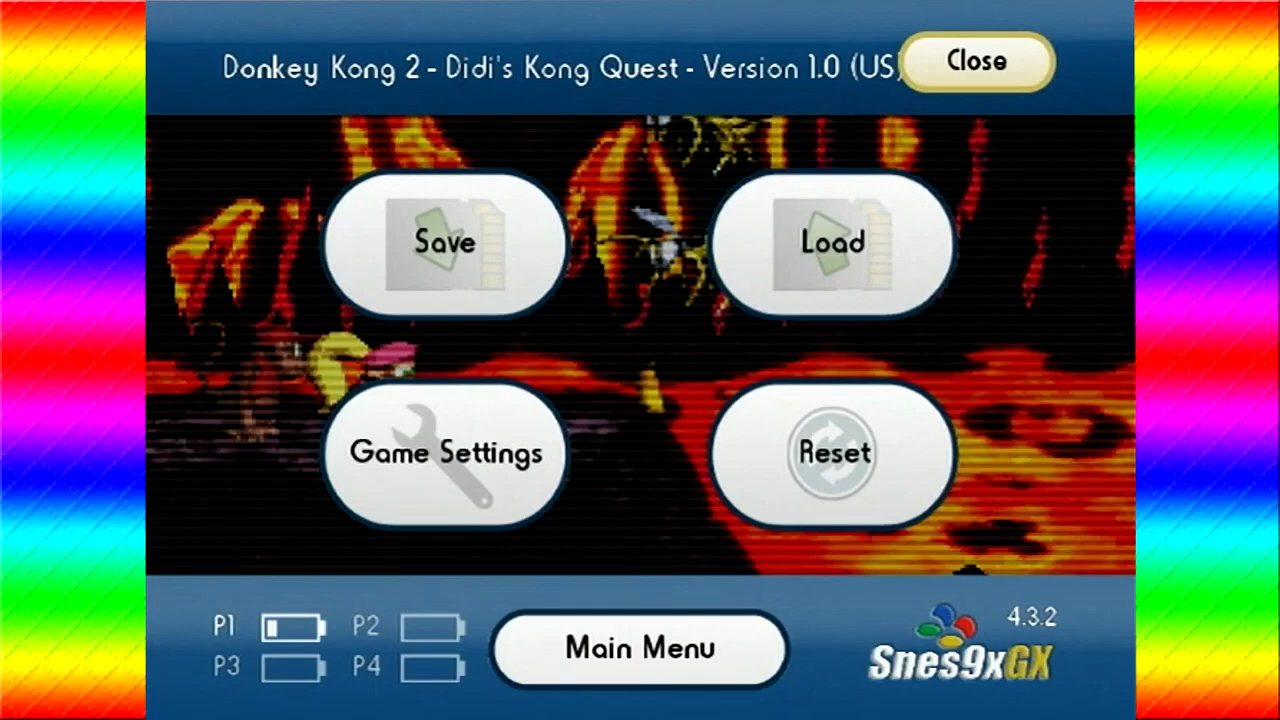 Donkey Kong 2 - Didi's Kong Quest - Version 1.0 (US)
Close
Save
Load
Game Settings
Reset
P1
P2
Main Menu
4.3.2
P3
P4
Snes9xGX